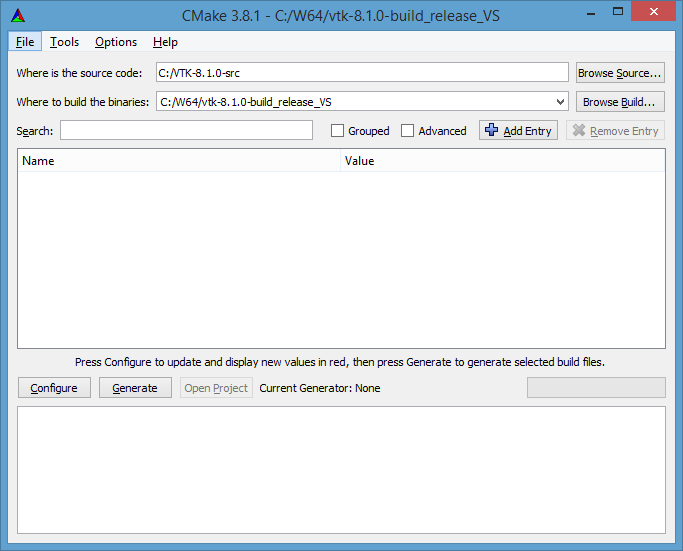 CMake 3.8.1 - C:/W64/vtk-8.1.0-build_release_VS
File Tools Options Help
Where is the source code: C:/VTK-8.1.0-src Browse Source...
Where to build the binaries: C:/W64/vtk-8.1.0-build_release_VS Browse Build...
Search: Grouped Advanced Add Entry Remove Entry
Name Value
Press Configure to update and display new values in red, then press Generate to generate selected build files.
Configure Generate Open Project Current Generator: None